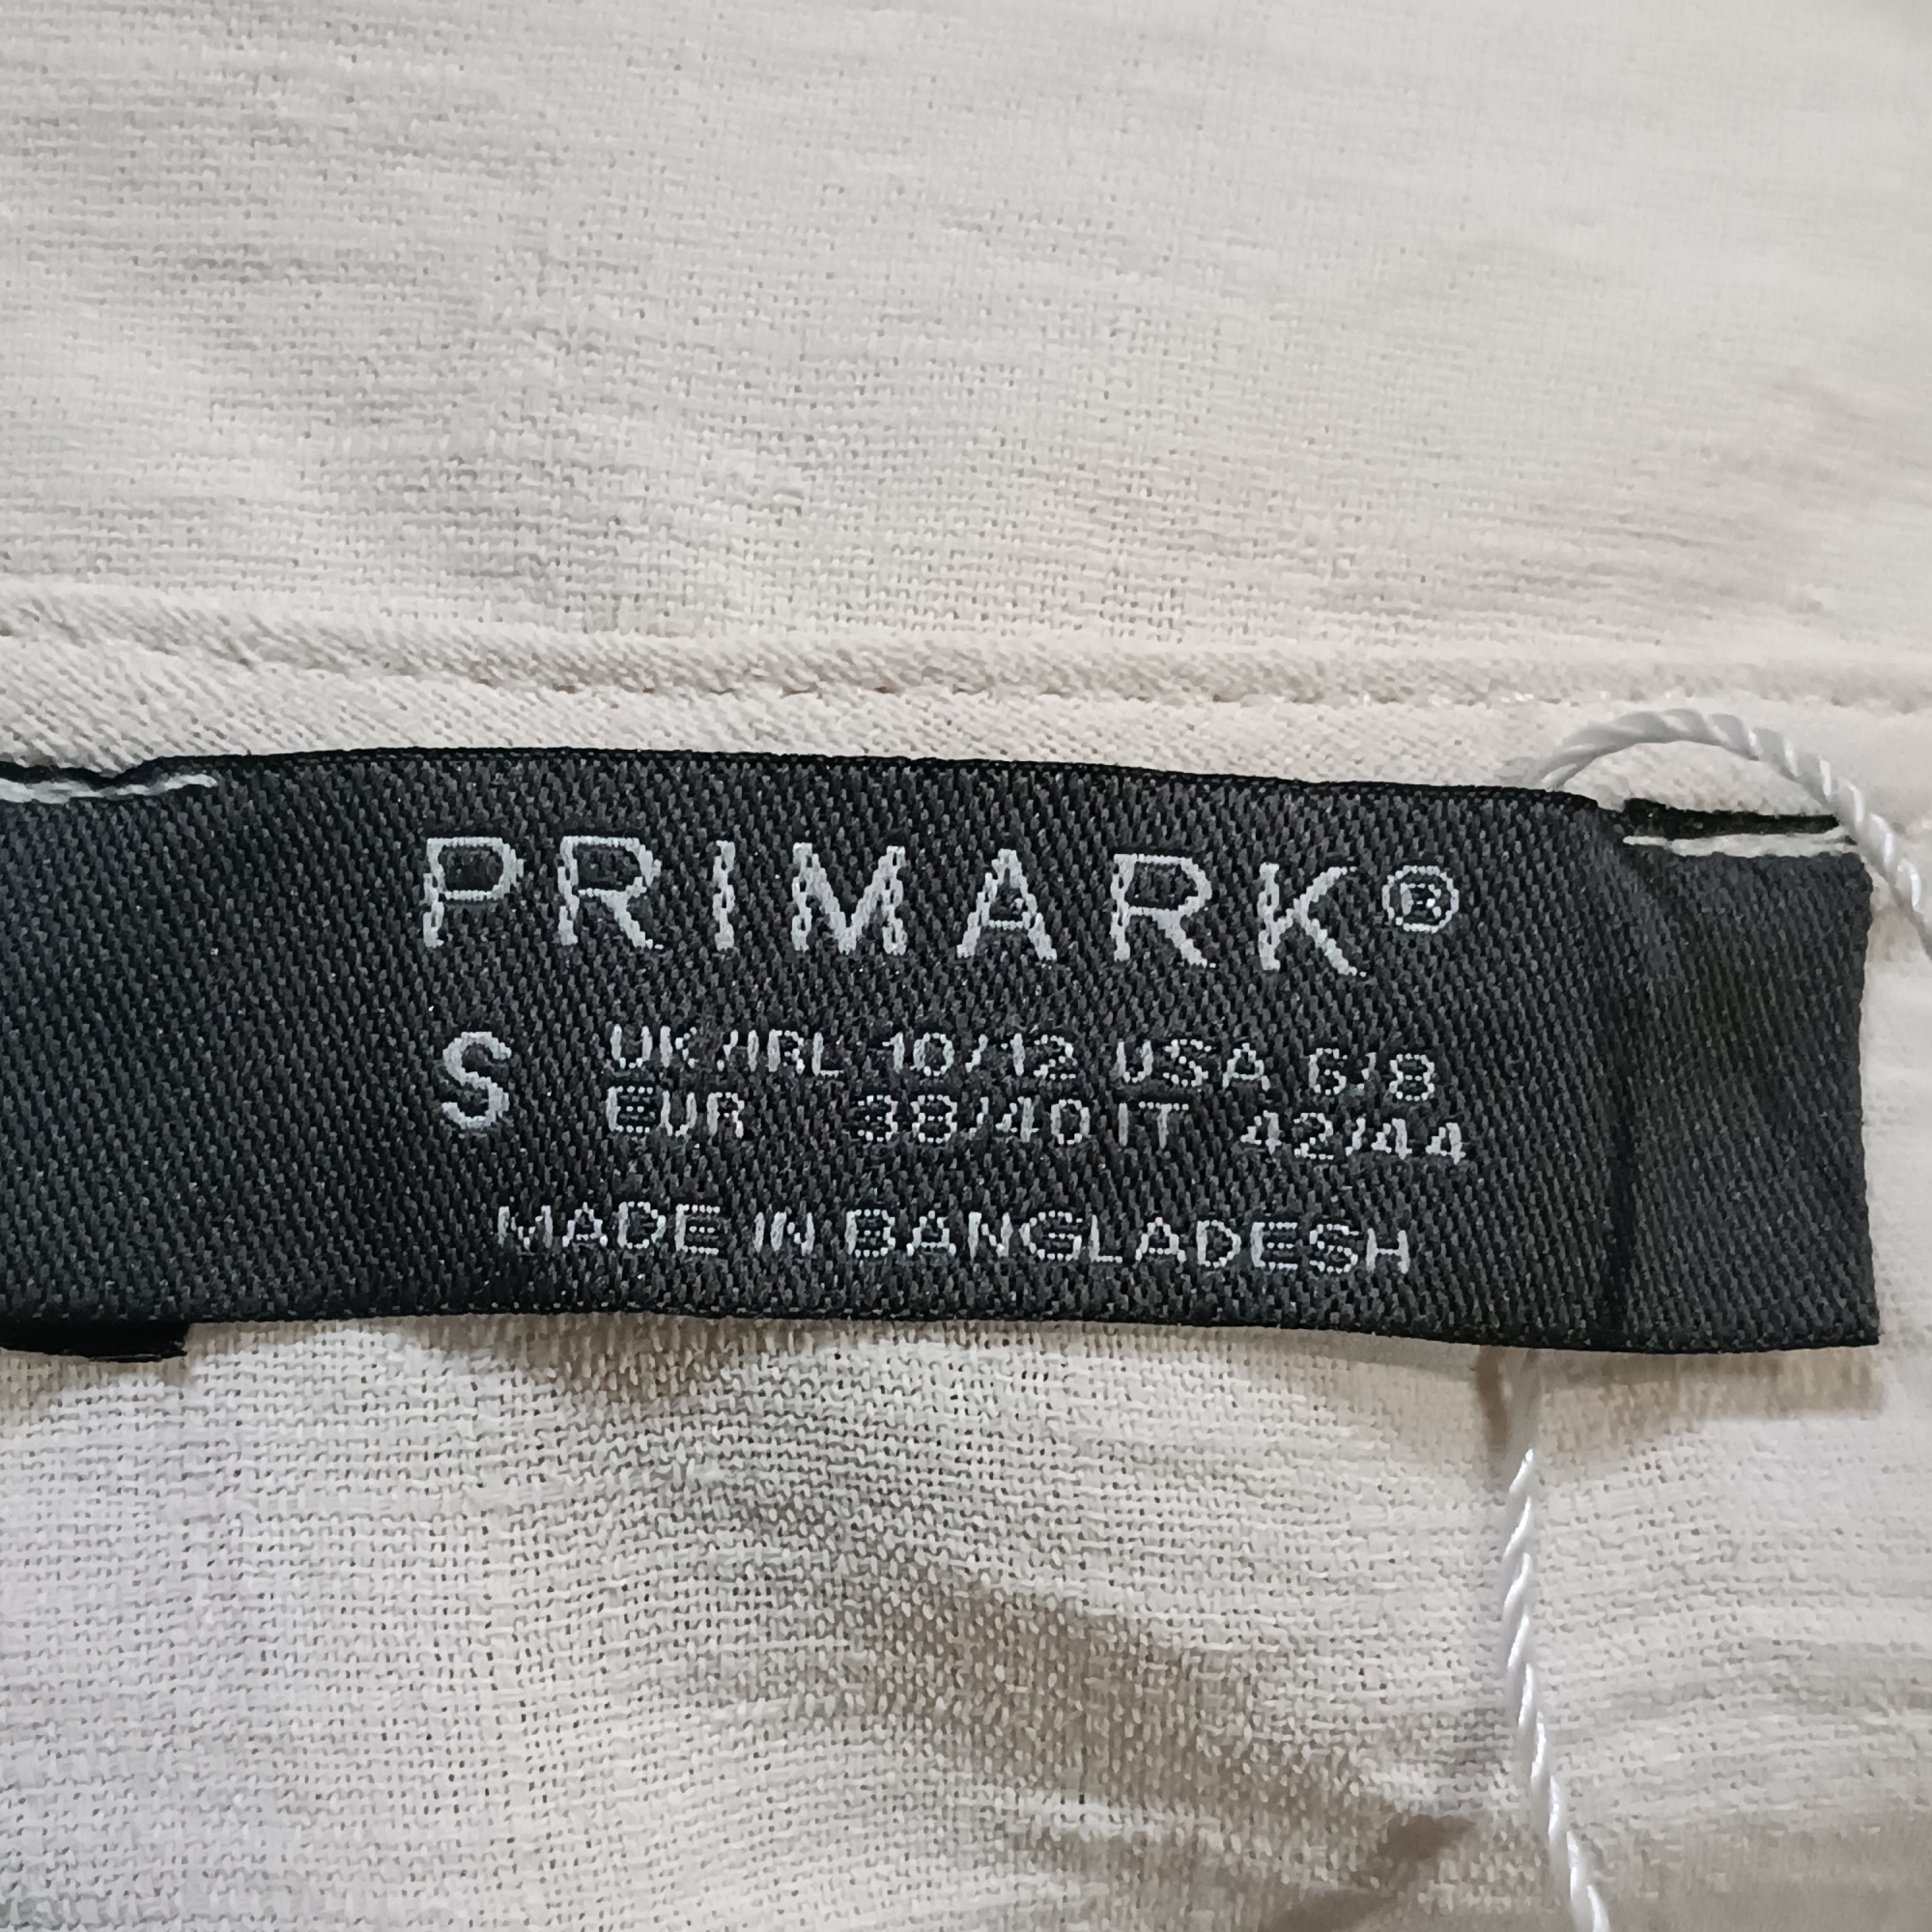 PRIMARK®
S UK/IRL 10/12 USA 6/8
EUR 38/40 IT 42/44
MADE IN BANGLADESH